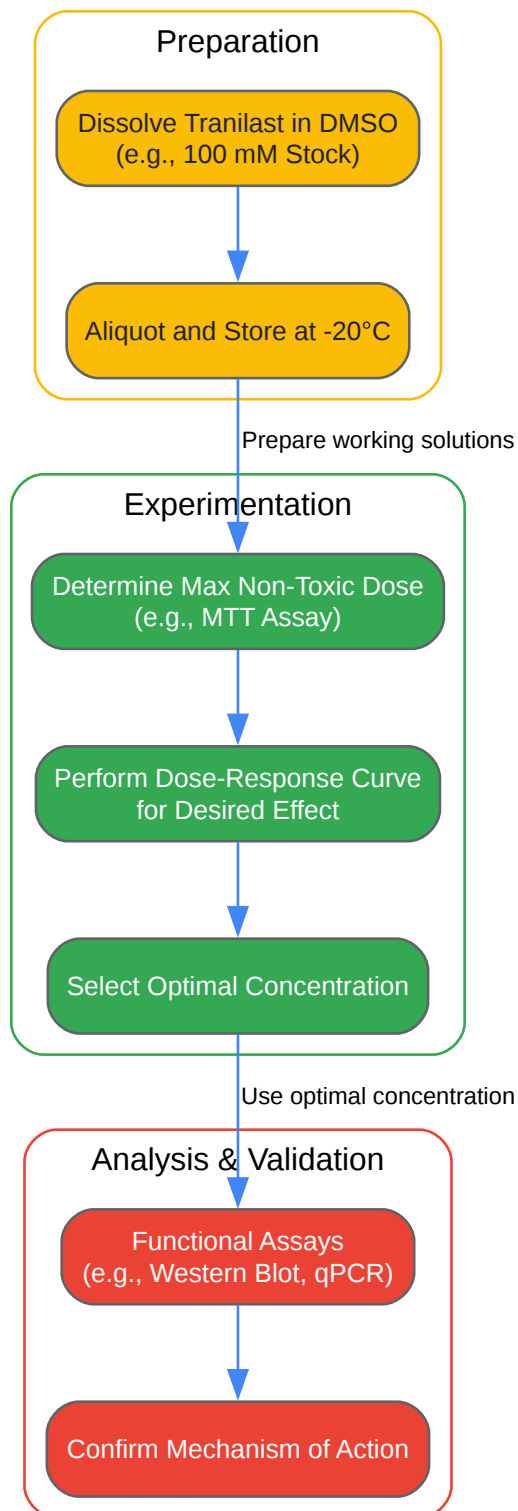 Preparation
Dissolve Tranilast in DMSO
(e.g., 100 mM Stock)
Aliquot and Store at -20°C
Prepare working solutions
Experimentation
Determine Max Non-Toxic Dose
(e.g., MTT Assay)
Perform Dose-Response Curve
for Desired Effect
Select Optimal Concentration
Use optimal concentration
Analysis & Validation
Functional Assays
(e.g., Western Blot, qPCR)
Confirm Mechanism of Action